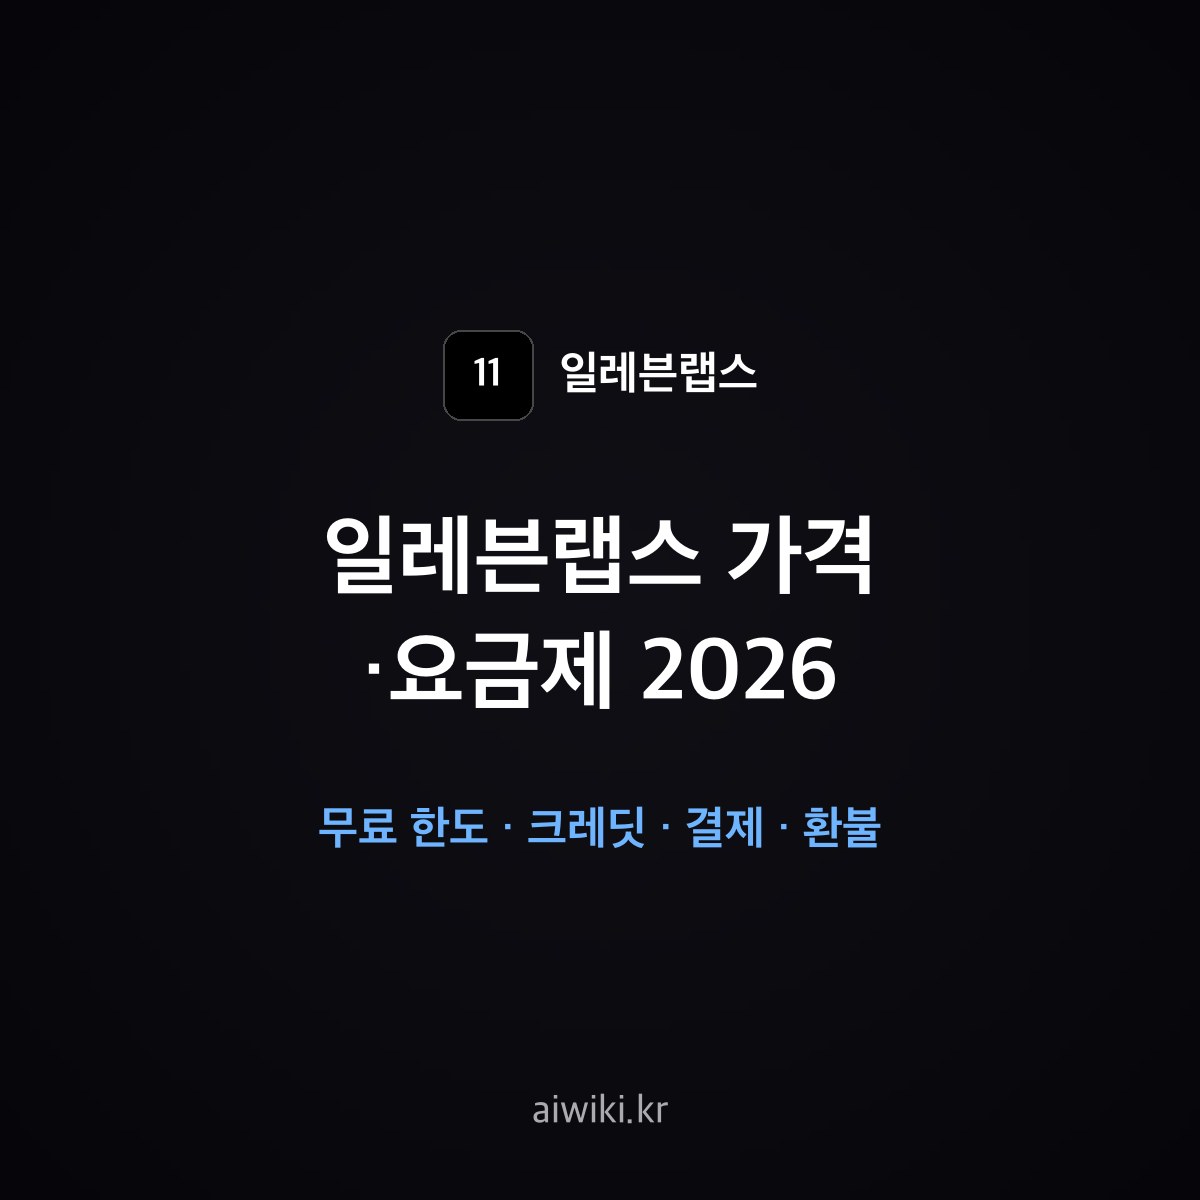 11 일레븐랩스
일레븐랩스 가격
·요금제 2026
무료 한도 · 크레딧 · 결제 · 환불
aiwiki.kr